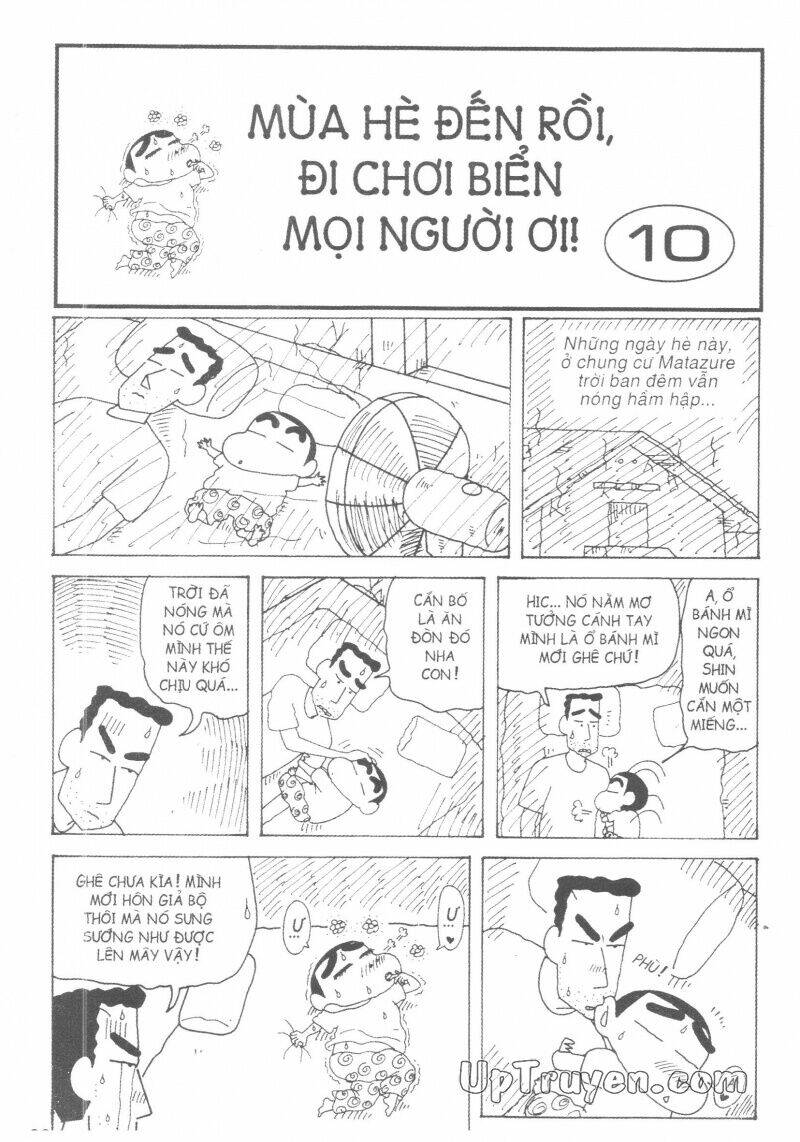 MÙA HÈ ĐẾN RỒI,
ĐI CHƠI BIỂN
MỌI NGƯỜI ƠI!
10
Những ngày hè này,
ở chung cư Matazure
trời ban đêm vẫn
nóng hầm hập...
TRỜI ĐÃ
NÓNG MÀ
NÓ CỨ ÔM
MÌNH THẾ
NÀY KHÓ
CHỊU QUÁ...
CẮN BỐ
LÀ ĂN
ĐÒN ĐÓ
NHA
CON!
HIC... NÓ NẰM MƠ
TƯỞNG CÁNH TAY
MÌNH LÀ Ổ BÁNH MÌ
MỚI GHÊ CHỨ!
A, Ổ
BÁNH MÌ
NGON
QUÁ,
SHIN
MUỐN
CẮN MỘT
MIẾNG...
GHÊ CHƯA KÌA! MÌNH
MỚI HÔN GIẢ BỘ
THÔI MÀ NÓ SUNG
SƯỚNG NHƯ ĐƯỢC
LÊN MÂY VẬY!
Ư
...
Ư
...
PHÙ!
UpTruyen.com